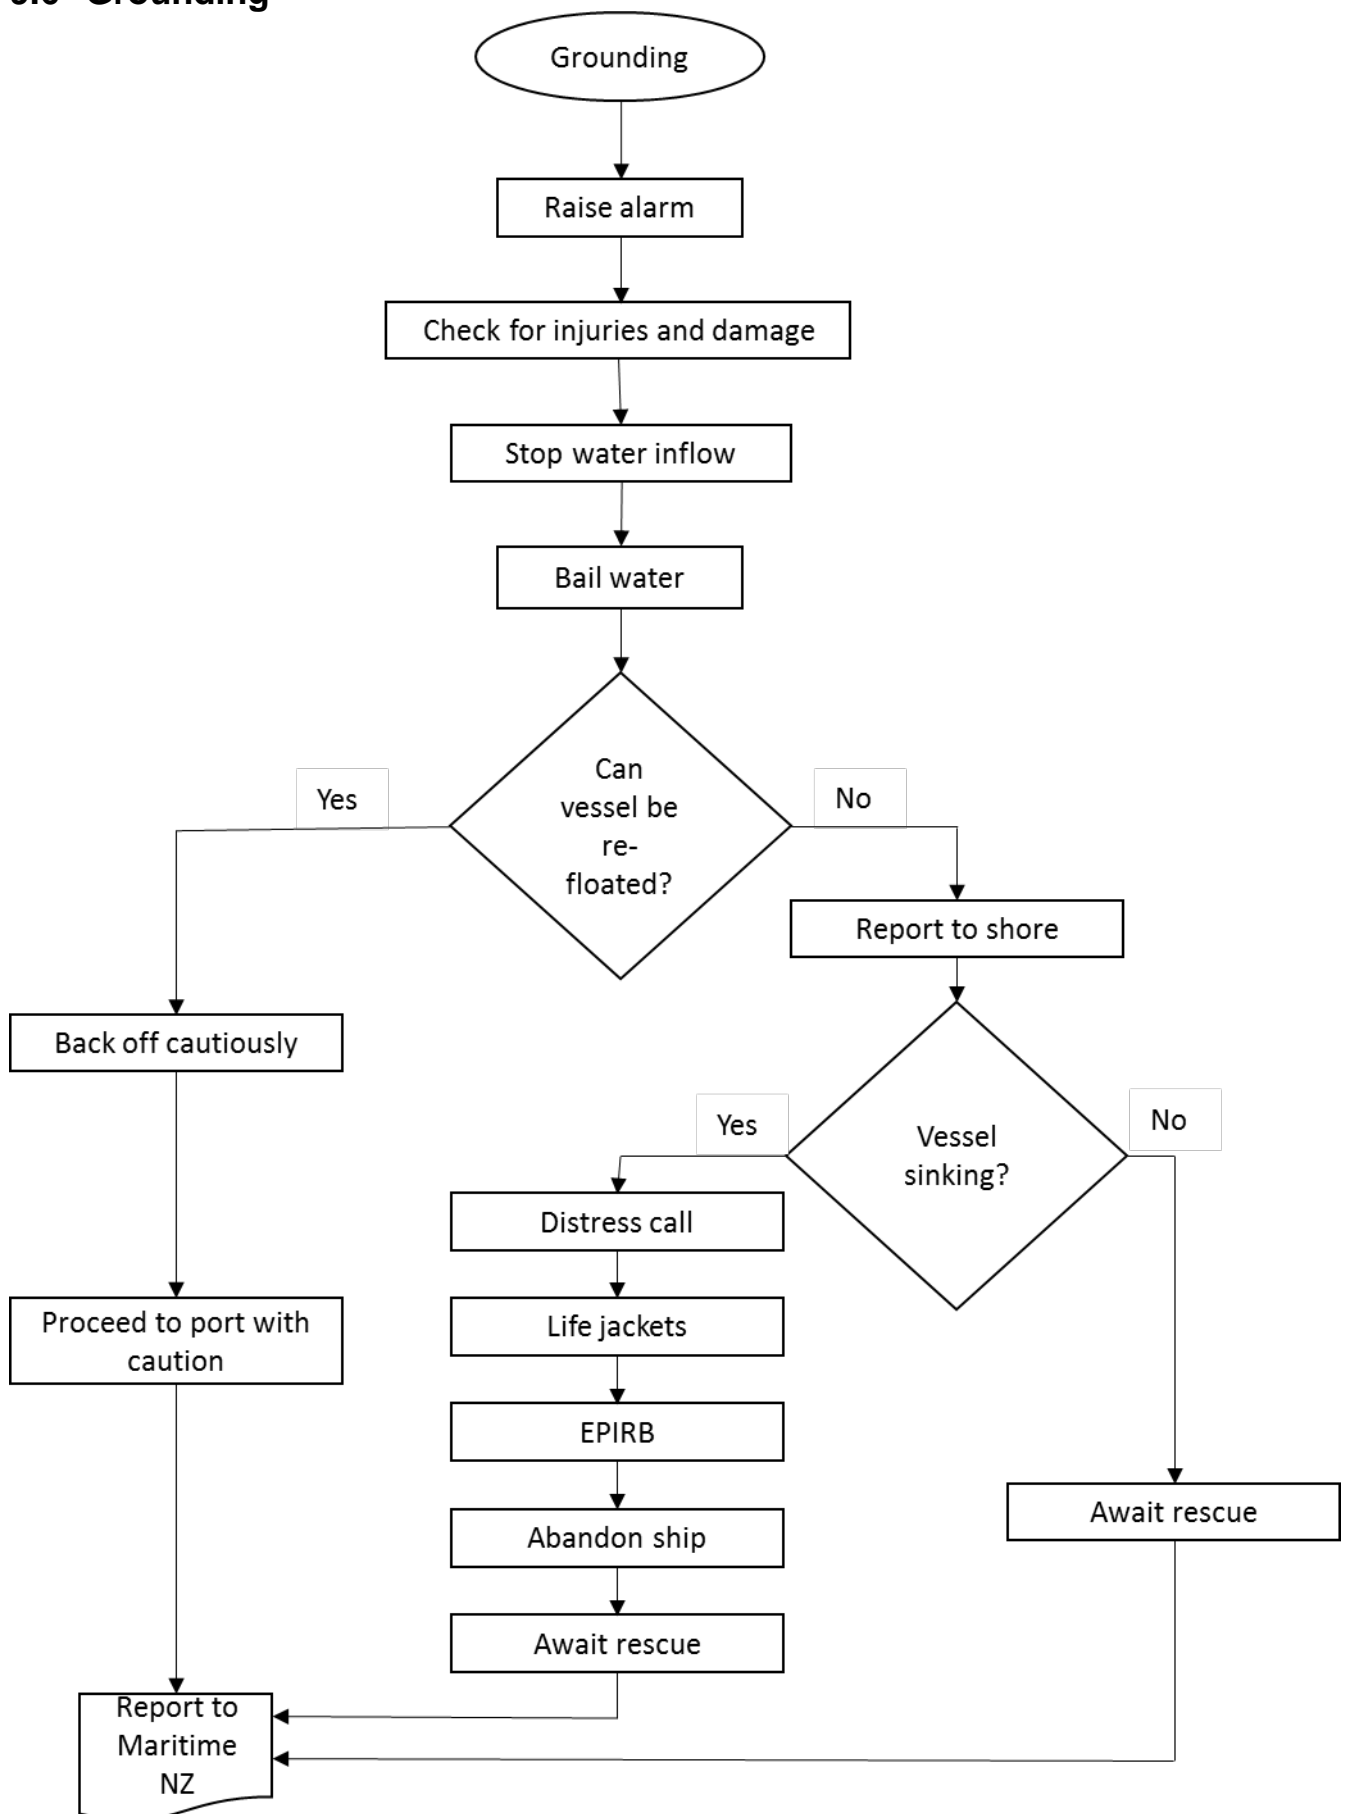 Grounding
Grounding
Raise alarm
Check for injuries and damage
Stop water inflow
Bail water
Can
vessel be
re-
floated?
Yes
No
Report to shore
Back off cautiously
Vessel
sinking?
Yes
No
Distress call
Proceed to port with
caution
Life jackets
EPIRB
Abandon ship
Await rescue
Await rescue
Report to
Maritime
NZ